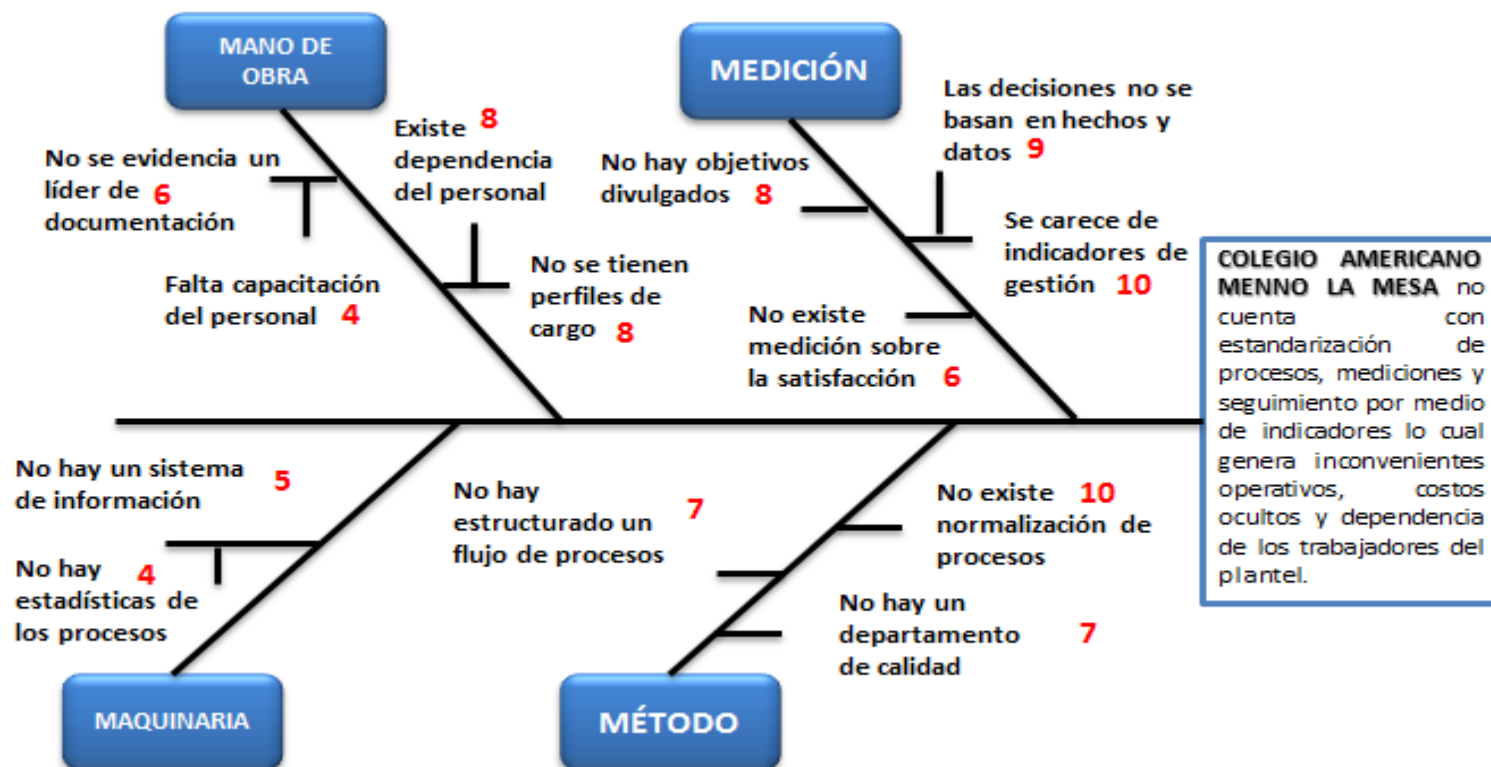 MANO DE
OBRA
No se evidencia un
líder de 6
documentación
Falta capacitación
del personal 4
Existe 8
dependencia
del personal
No se tienen
perfiles de
cargo 8
MEDICIÓN
No hay objetivos
divulgados 8
Las decisiones no se
basan en hechos y
datos 9
Se carece de
indicadores de
gestión 10
No existe
medición sobre
la satisfacción 6
COLEGIO AMERICANO
MENNO LA MESA no
cuenta con
estandarización de
procesos, mediciones y
seguimiento por medio
de indicadores lo cual
genera inconvenientes
operativos, costos
ocultos y dependencia
de los trabajadores del
plantel.
No hay un sistema
de información 5
No hay 4
estadísticas de
los procesos
MAQUINARIA
No hay
estructurado un 7
flujo de procesos
No existe 10
normalización de
procesos
No hay un
departamento 7
de calidad
MÉTODO